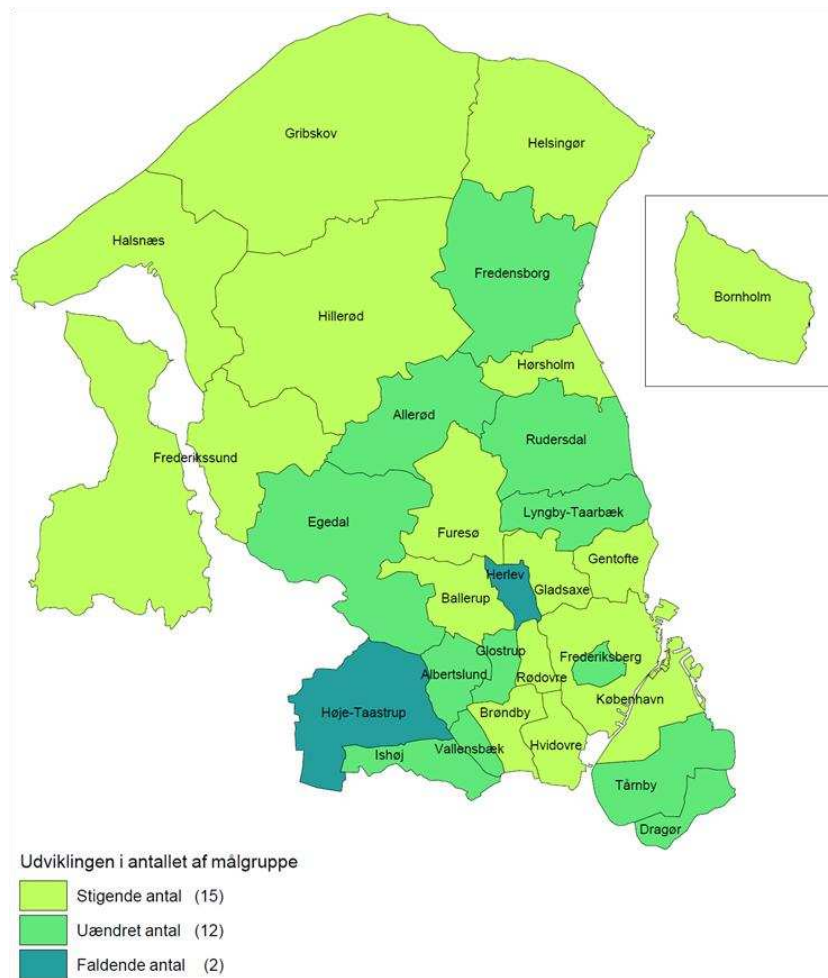 Gribskov
Helsingør
Halsnæs
Fredensborg
Bornholm
Hillerød
Hørsholm
Allerød
Rudersdal
Frederikssund
Lyngby-Taarbæk
Egedal
Furesø
Gentofte
Herlev
Gladsaxe
Ballerup
Glostrup
Frederiksberg
Albertslund
Rødovre
København
Høje-Taastrup
Brøndby
Hvidovre
Vallensbæk
Ishøj
Tårnby
Dragør
Udviklingen i antallet af målgruppe
Stigende antal (15)
Uændret antal (12)
Faldende antal (2)